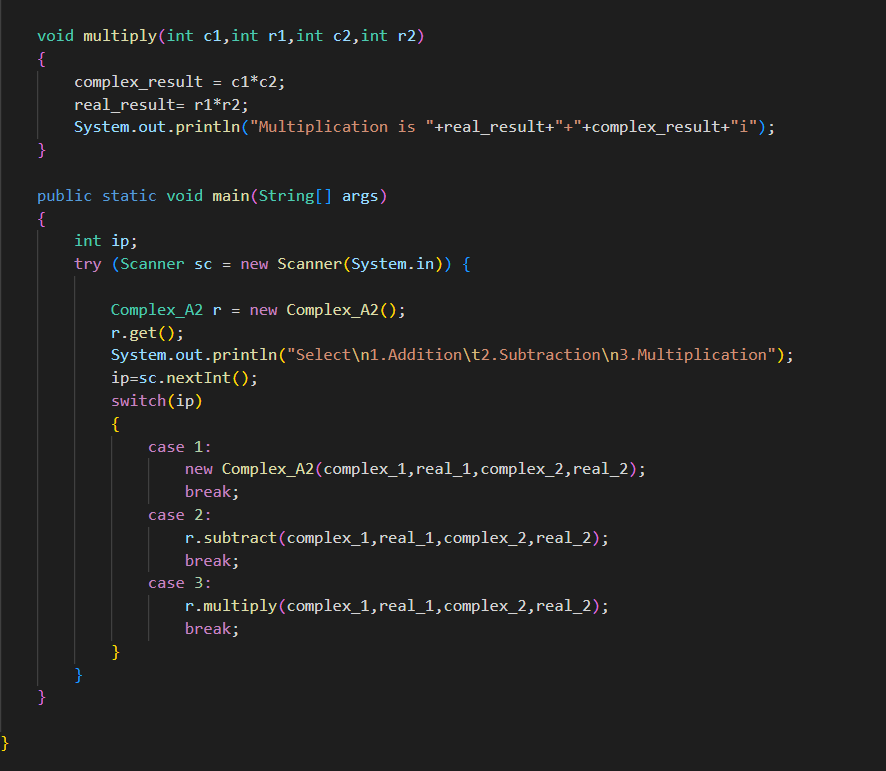 void multiply(int c1,int r1,int c2,int r2)
{
complex_result = c1*c2;
real_result= r1*r2;
System.out.println("Multiplication is "+real_result+"+"+complex_result+"i");
}
public static void main(String[] args)
{
int ip;
try (Scanner sc = new Scanner(System.in)) {
Complex_A2 r = new Complex_A2();
r.get();
System.out.println("Select\n1.Addition\t2.Subtraction\n3.Multiplication");
ip=sc.nextInt();
switch(ip)
{
case 1:
new Complex_A2(complex_1,real_1,complex_2,real_2);
break;
case 2:
r.subtract(complex_1,real_1,complex_2,real_2);
break;
case 3:
r.multiply(complex_1,real_1,complex_2,real_2);
break;
}
}
}
}